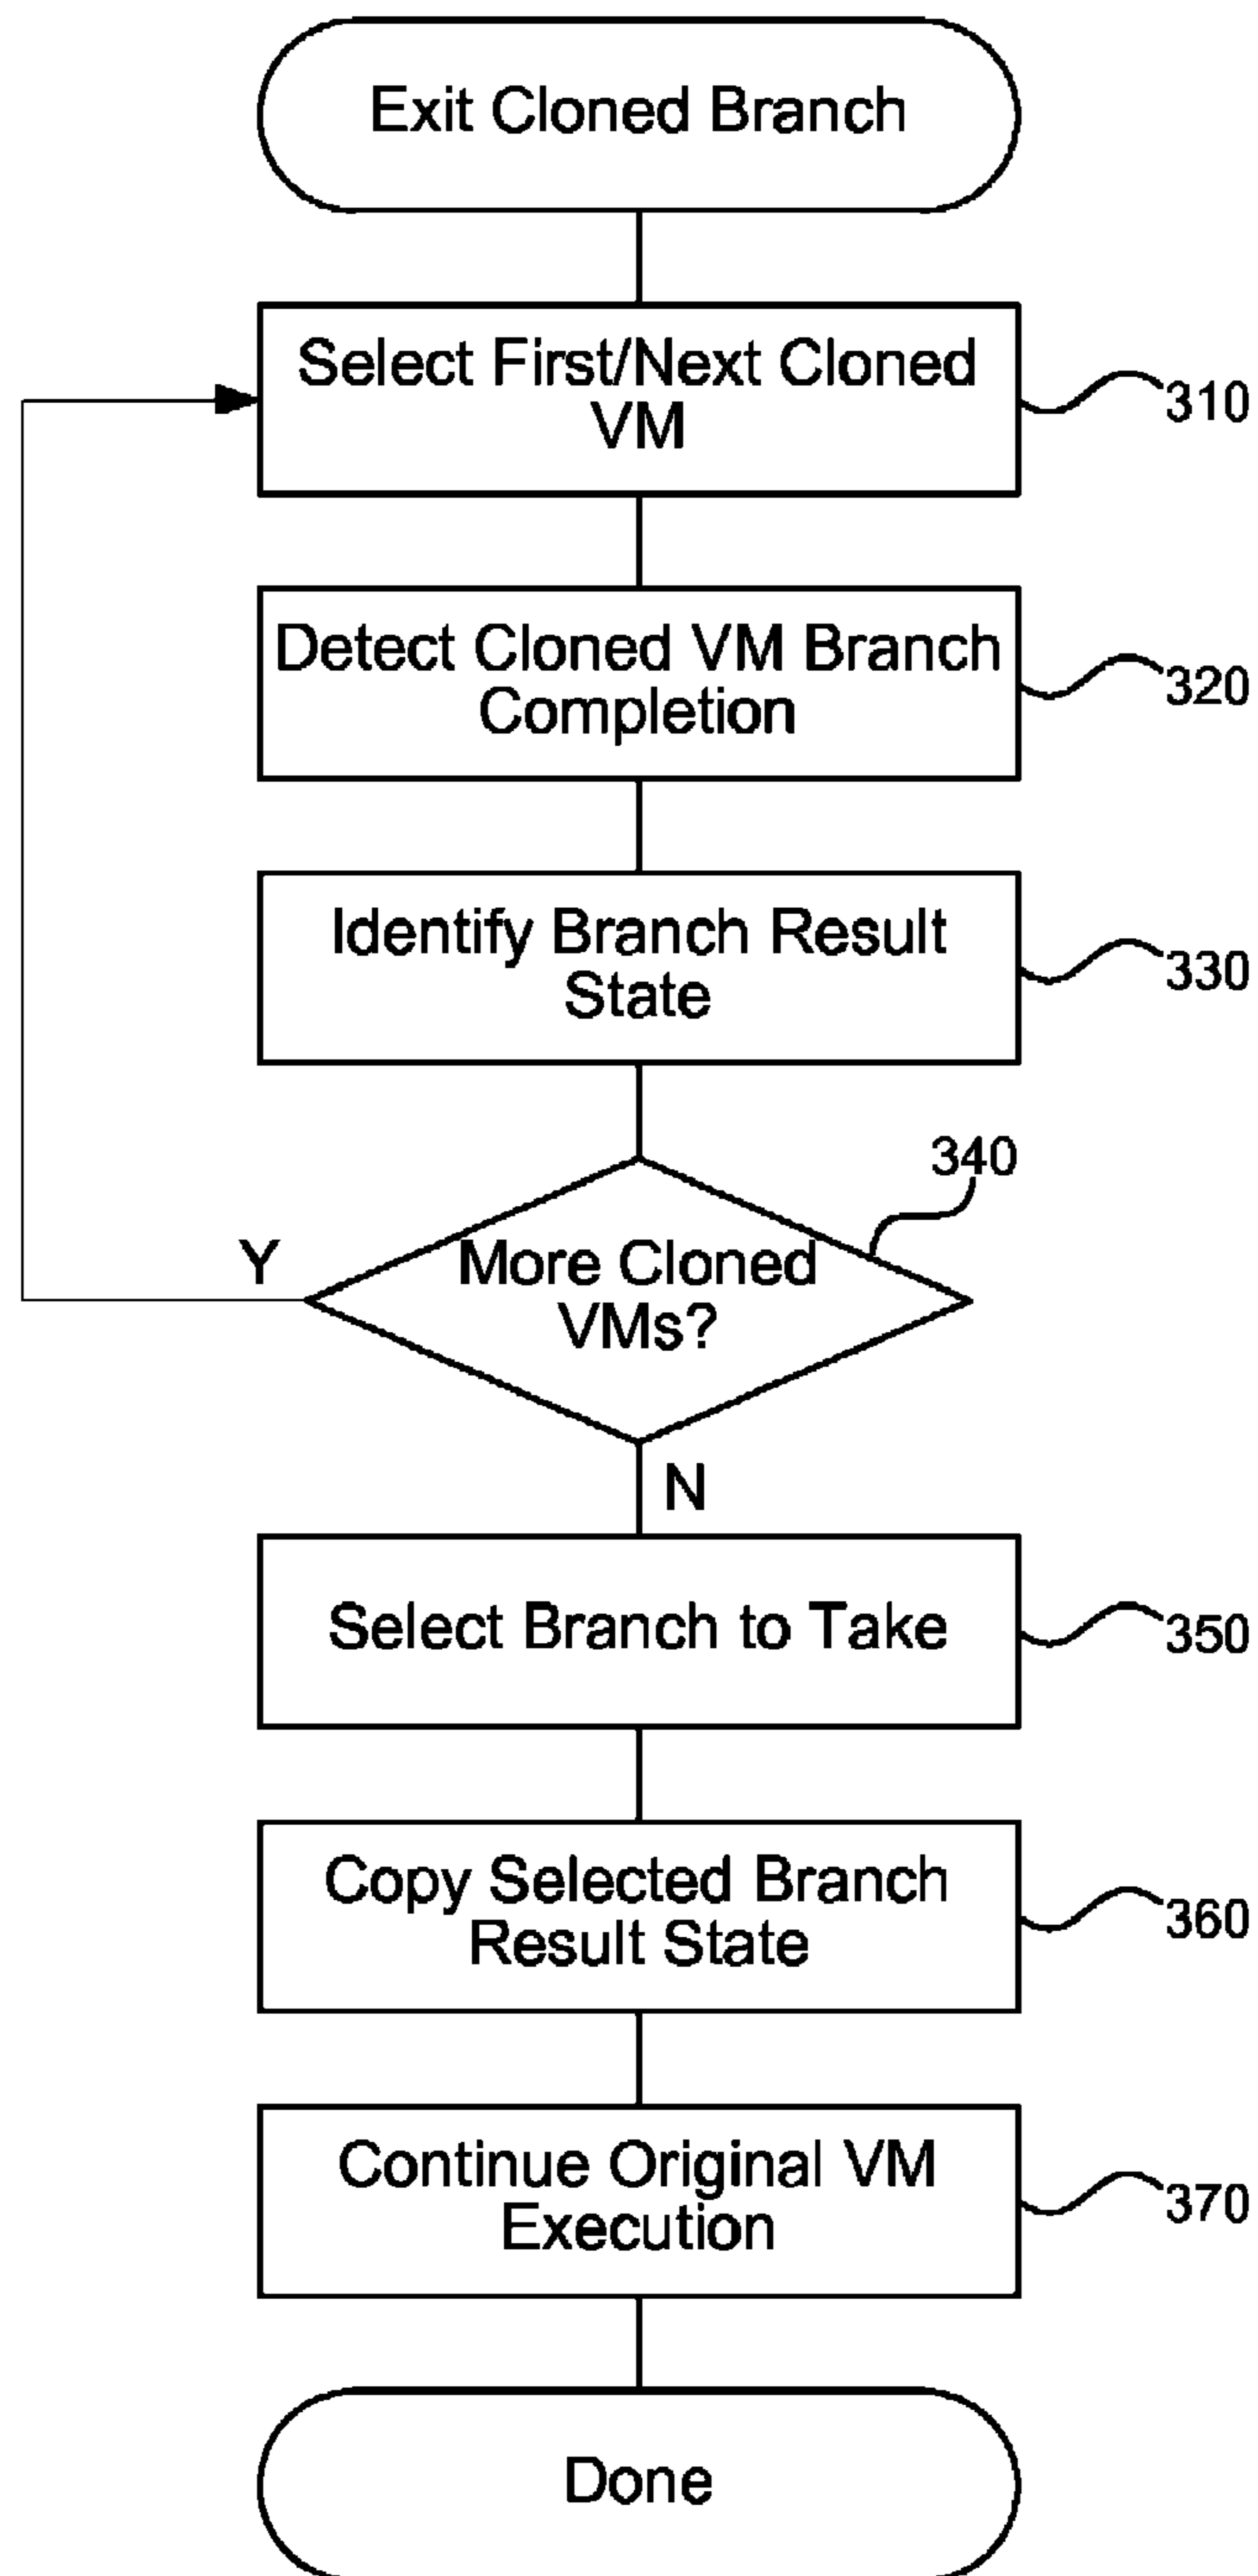 Exit Cloned Branch
Select First/Next Cloned
VM
310
Detect Cloned VM Branch
Completion
320
Identify Branch Result
State
330
340
Y
More Cloned
VMs?
N
Select Branch to Take
350
Copy Selected Branch
Result State
360
Continue Original VM
Execution
370
Done